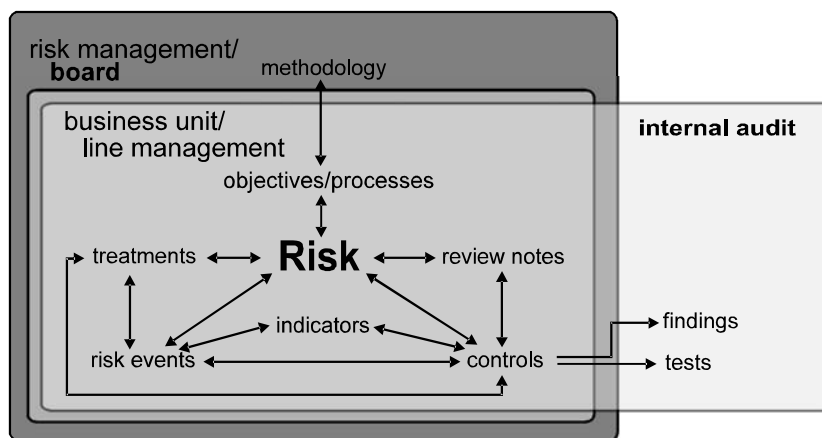 risk management/
board
methodology
business unit/
line management
internal audit
objectives/processes
treatments
Risk
review notes
indicators
findings
risk events
controls
tests